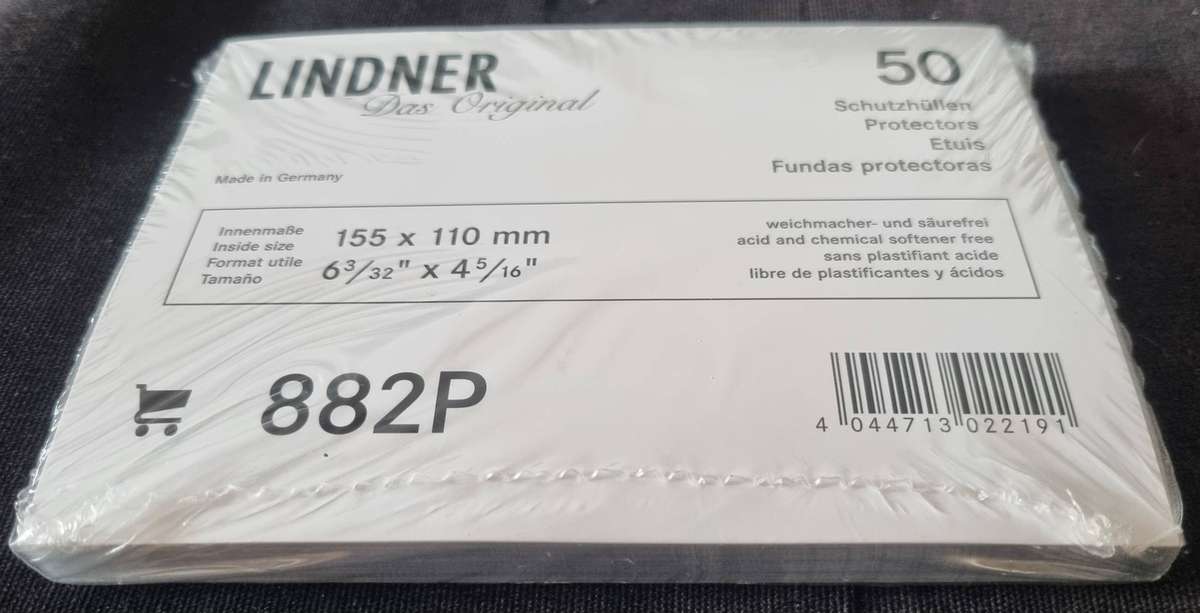 LINDNER
Das Original
50
Schutzhüllen
Protectors
Etuis
Fundas protectoras
Made in Germany
Innenmaße
Inside size
Format utile
Tamaño
155 x 110 mm
6 3/32" x 4 5/16"
weichmacher- und säurefrei
acid and chemical softener free
sans plastifiant acide
libre de plastificantes y ácidos
882P
4 044713 022191